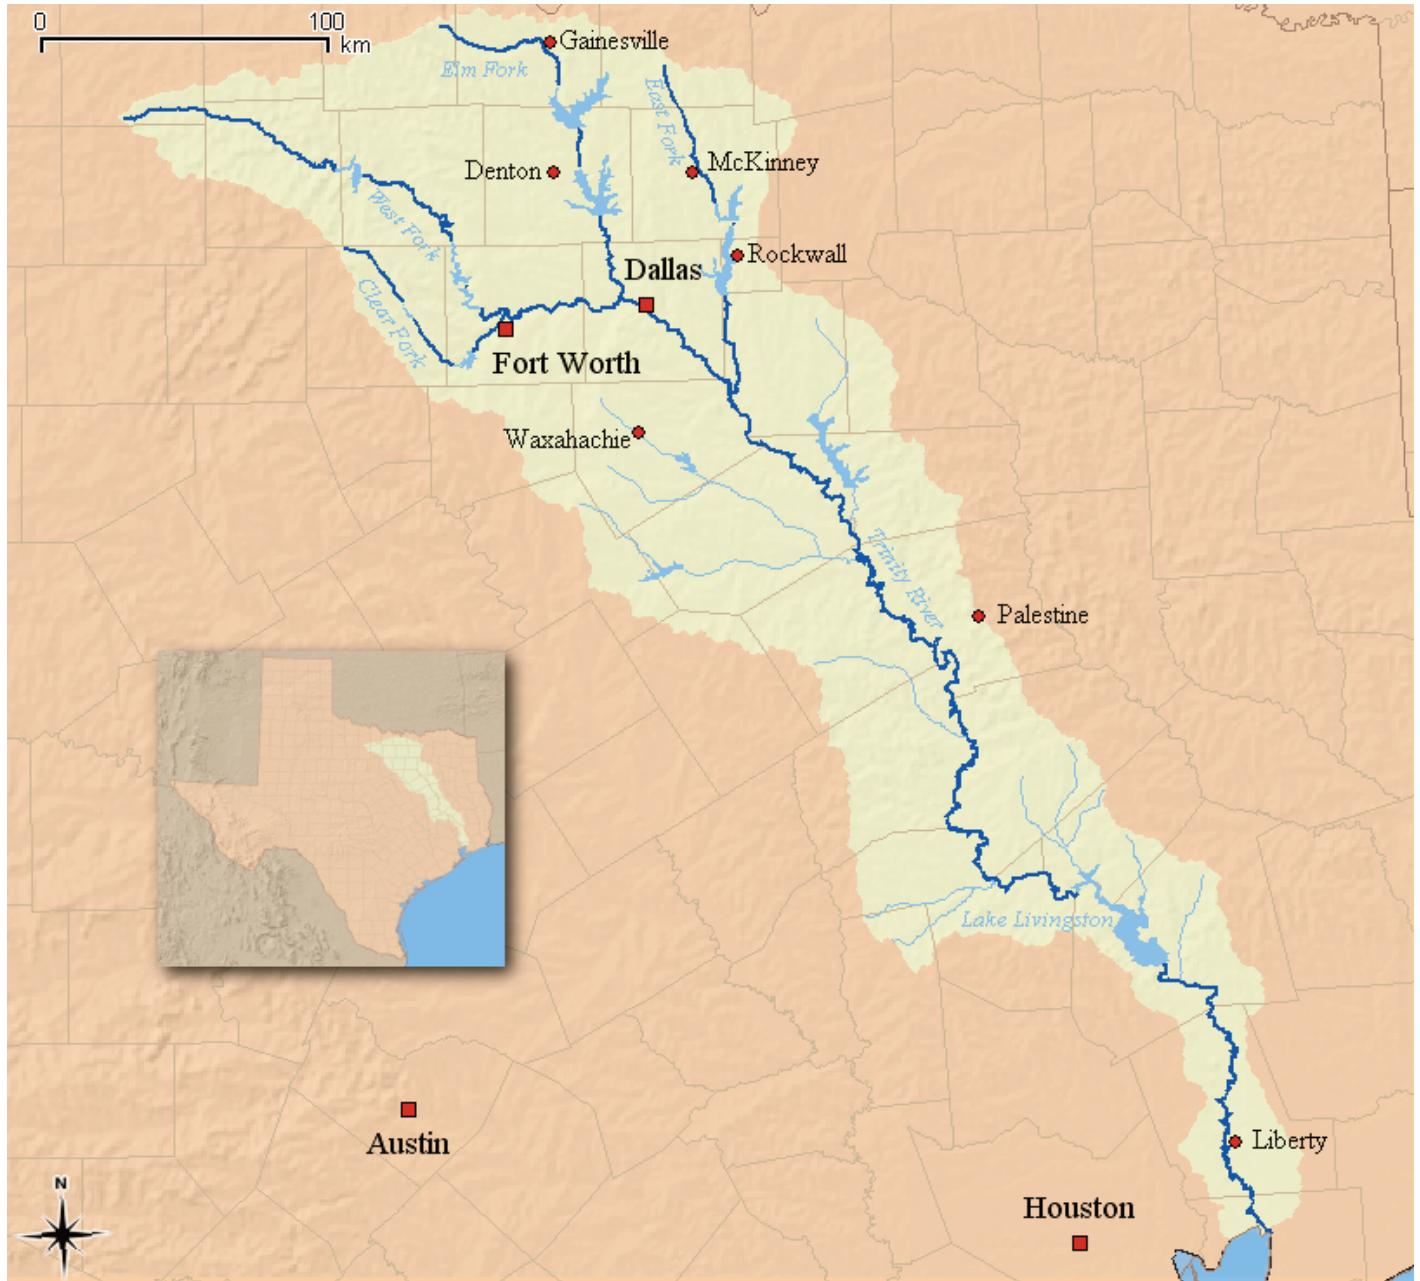 0 100
km
Gainesville
Elm Fork
East Fork
McKinney
Denton
West Fork
Rockwall
Dallas
Clear Fork
Fort Worth
Waxahachie
Trinity River
Palestine
Lake Livingston
Austin
Liberty
N
Houston